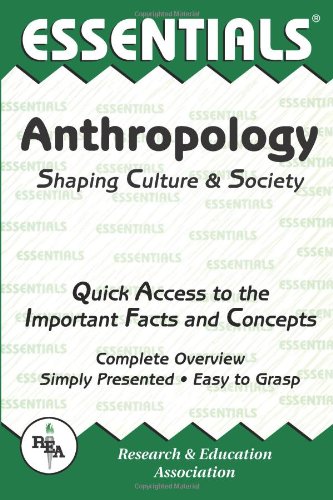 ESSENTIALS®
Anthropology
Shaping Culture & Society
Quick Access to the
Important Facts and Concepts
Complete Overview
Simply Presented • Easy to Grasp
REA
Research & Education
Association